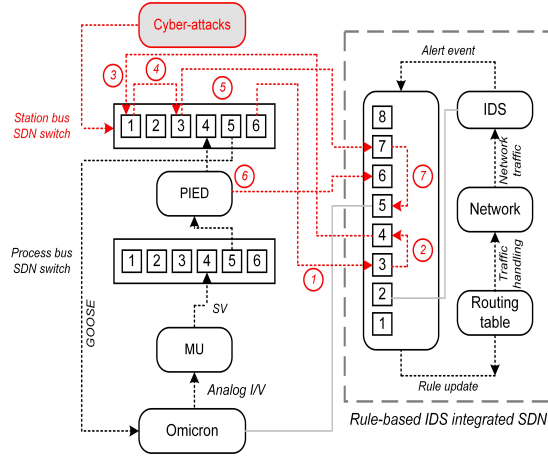 Cyber-attacks
Alert event
3
4
5
Station bus
SDN switch
1 2 3 4 5 6
8
7
6
5
4
3
2
1
IDS
Network
traffic
PIED
6
7
Network
Process bus
SDN switch
1 2 3 4 5 6
1
2
Traffic
handling
GOOSE
SV
Routing
table
MU
Analog I/V
Rule update
Omicron
Rule-based IDS integrated SDN